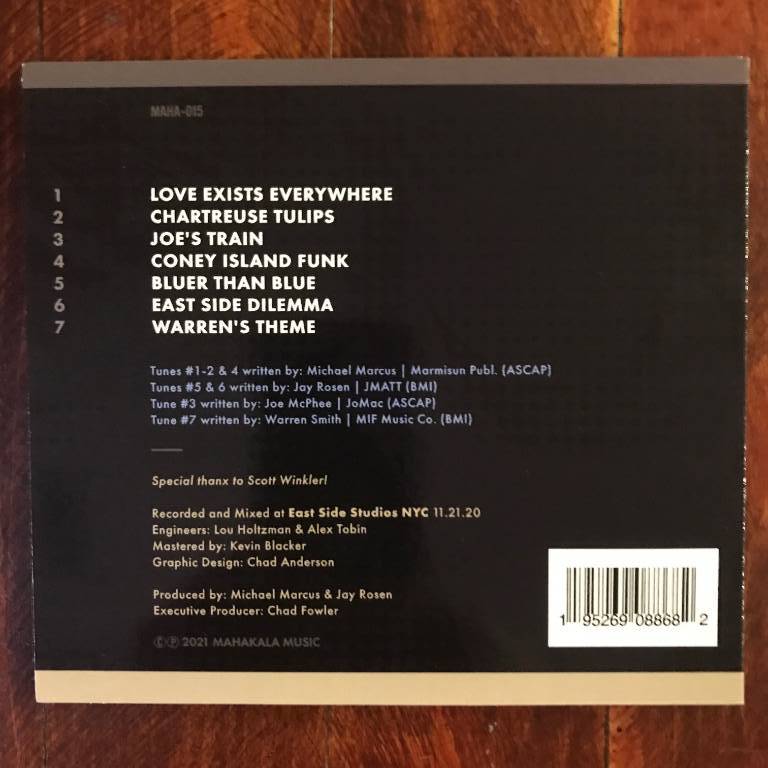 MAHA-015
1 LOVE EXISTS EVERYWHERE
2 CHARTREUSE TULIPS
3 JOE'S TRAIN
4 CONEY ISLAND FUNK
5 BLUER THAN BLUE
6 EAST SIDE DILEMMA
7 WARREN'S THEME
Tunes #1-2 & 4 written by: Michael Marcus | Marmisun Publ. (ASCAP)
Tunes #5 & 6 written by: Jay Rosen | JMATT (BMI)
Tune #3 written by: Joe McPhee | JoMac (ASCAP)
Tune #7 written by: Warren Smith | MIF Music Co. (BMI)
Special thanx to Scott Winkler!
Recorded and Mixed at East Side Studios NYC 11.21.20
Engineers: Lou Holtzman & Alex Tobin
Mastered by: Kevin Blacker
Graphic Design: Chad Anderson
Produced by: Michael Marcus & Jay Rosen
Executive Producer: Chad Fowler
©℗ 2021 MAHAKALA MUSIC
1 95269 08868 2